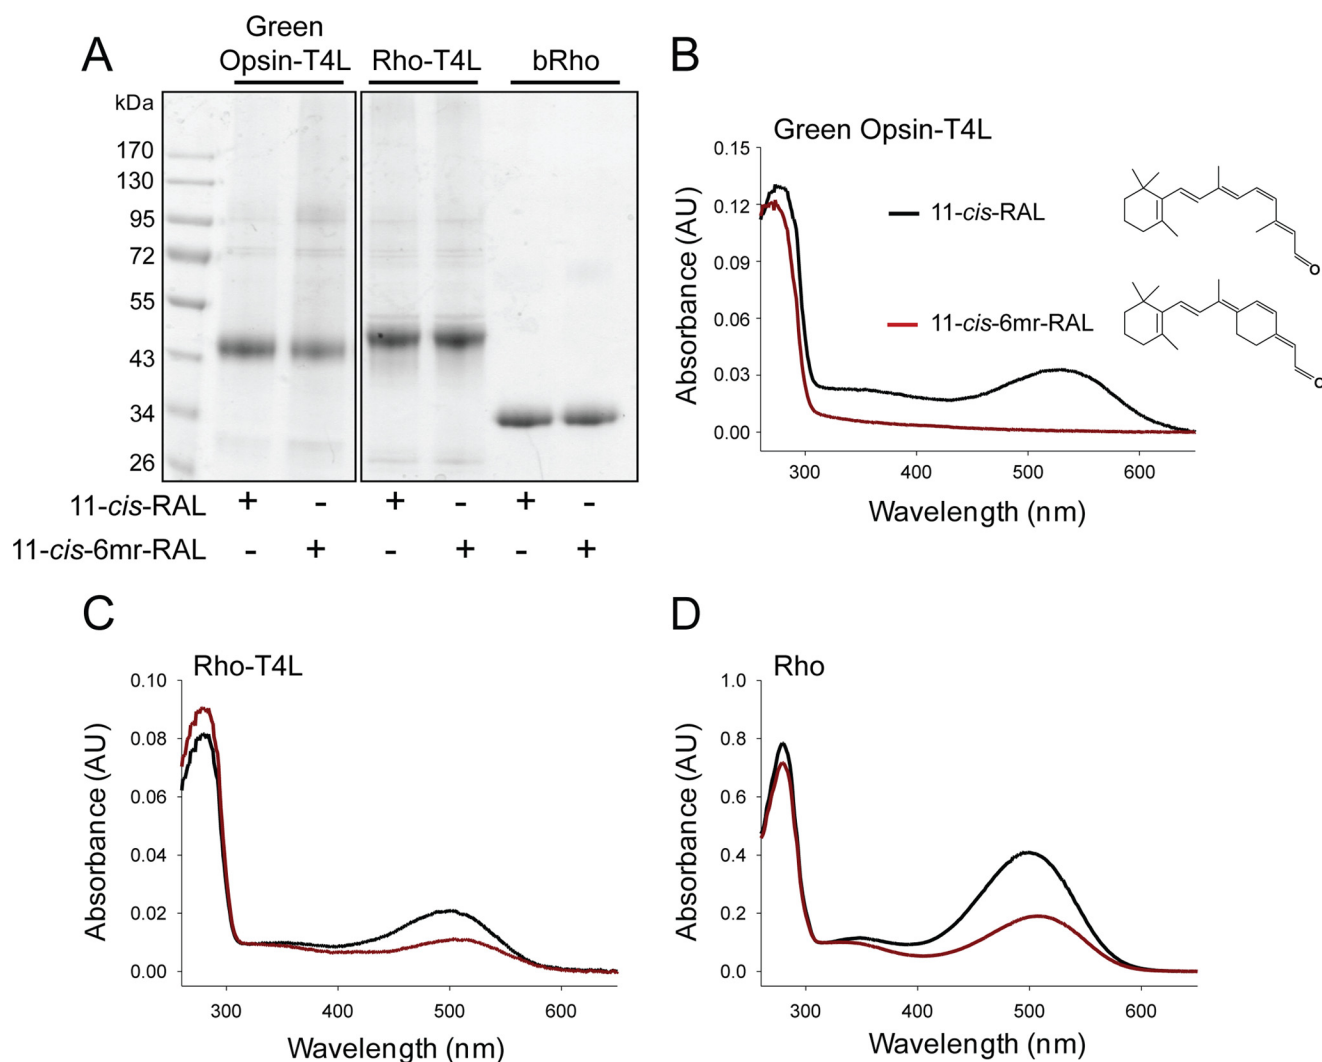 A
Green
Opsin-T4L
Rho-T4L
bRho
kDa
170
130
95
72
55
43
34
26
11-cis-RAL
+
-
+
-
+
-
11-cis-6mr-RAL
-
+
-
+
-
+
B
Green Opsin-T4L
Absorbance (AU)
0.15
0.12
0.09
0.06
0.03
0.00
11-cis-RAL
O
11-cis-6mr-RAL
O
300
400
500
600
Wavelength (nm)
C
Rho-T4L
Absorbance (AU)
0.10
0.08
0.06
0.04
0.02
0.00
300
400
500
600
Wavelength (nm)
D
Rho
Absorbance (AU)
1.0
0.8
0.6
0.4
0.2
0.0
300
400
500
600
Wavelength (nm)